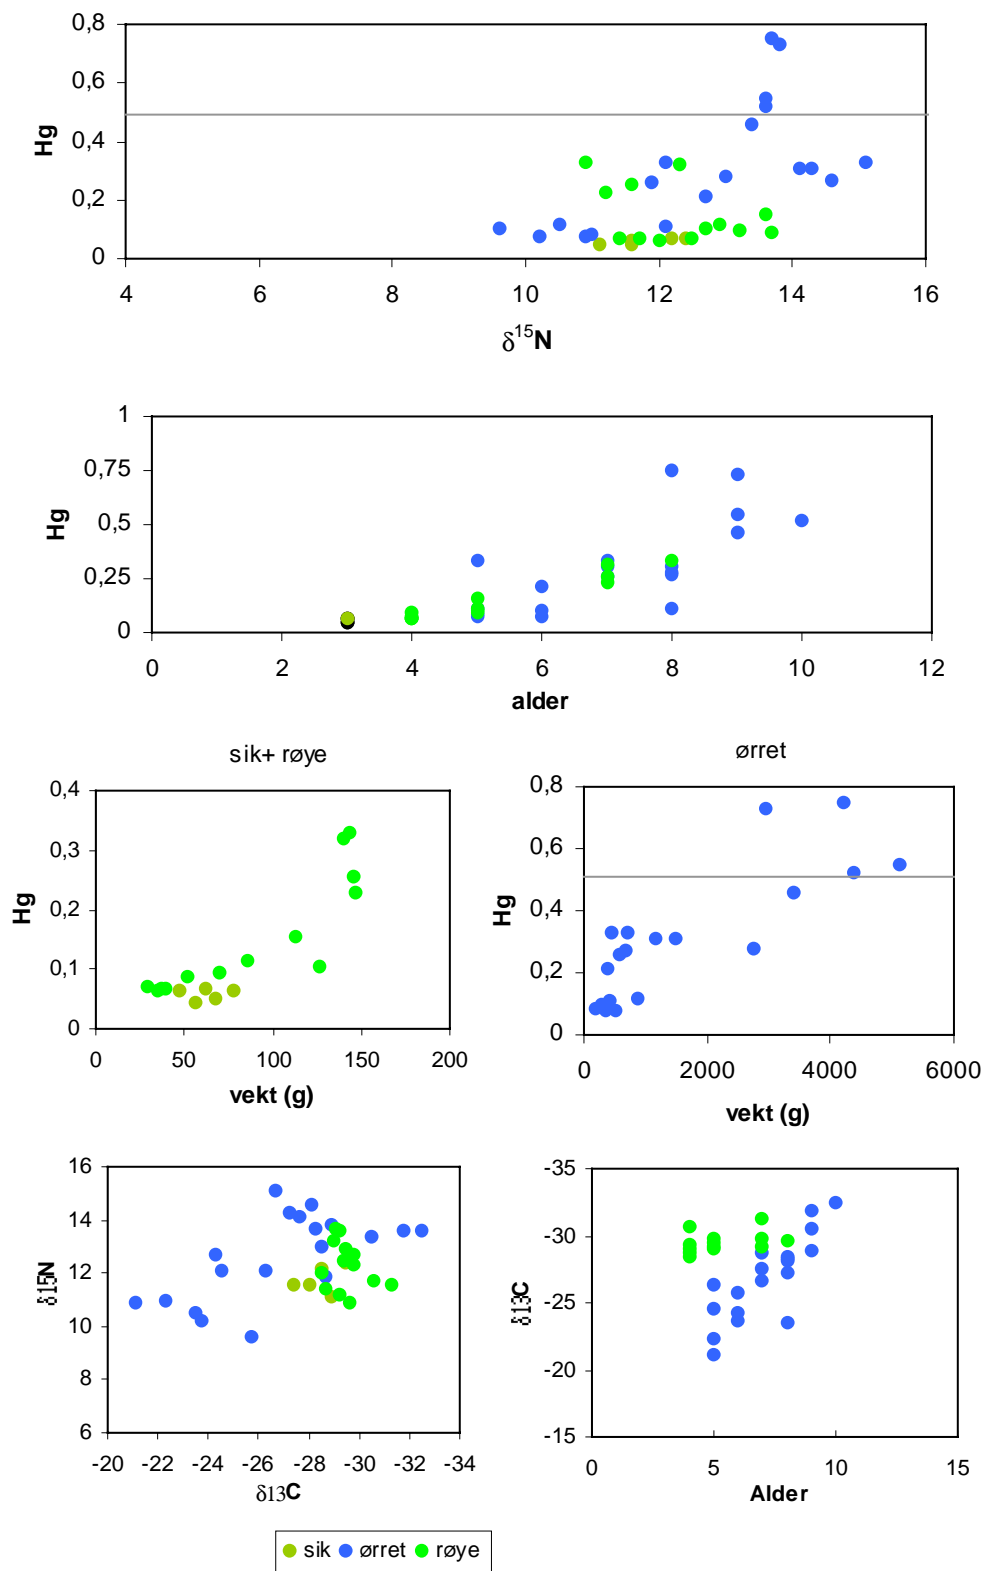 0,8
0,6
0,4
0,2
0
Hg
4 6 8 10 12 14 16
δ15N
1
0,75
0,5
0,25
0
Hg
0 2 4 6 8 10 12
alder
sik+ røye
0,4
0,3
0,2
0,1
0
Hg
0 50 100 150 200
vekt (g)
ørret
0,8
0,6
0,4
0,2
0
Hg
0 2000 4000 6000
vekt (g)
16
14
12
10
8
6
δ15N
-20 -22 -24 -26 -28 -30 -32 -34
δ13C
-35
-30
-25
-20
-15
δ13C
0 5 10 15
Alder
sik ørret røye